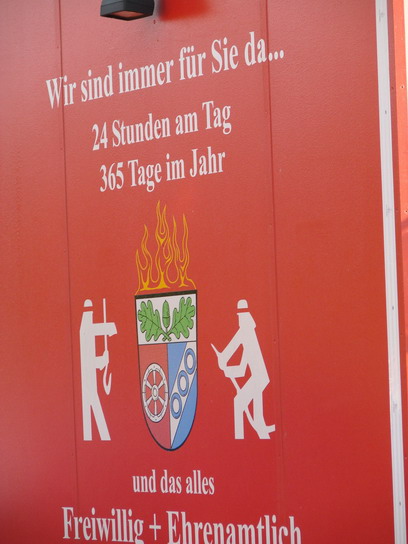 Wir sind immer für Sie da...
24 Stunden am Tag
365 Tage im Jahr
und das alles
Freiwillig + Ehrenamtlich